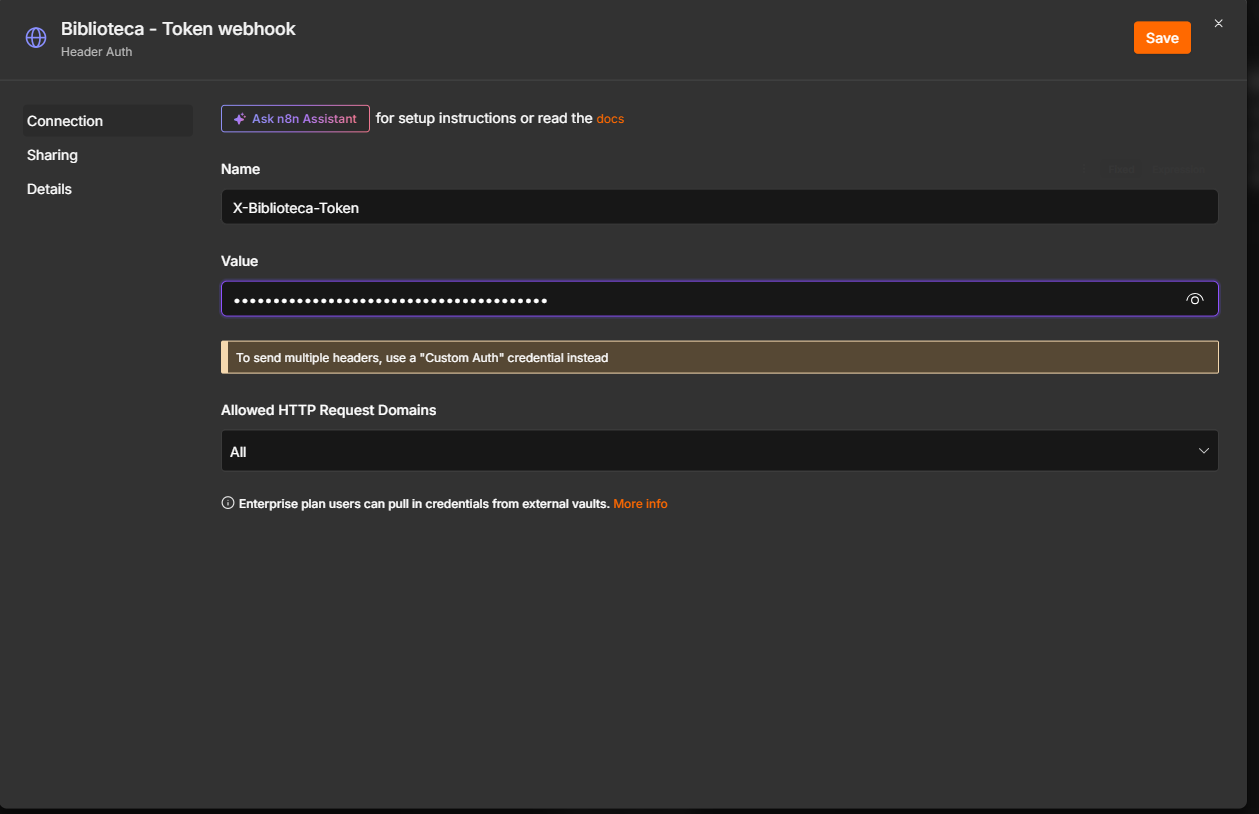 Biblioteca - Token webhook
Header Auth
Save
Connection
Sharing
Details
Ask n8n Assistant for setup instructions or read the docs
Name
X-Biblioteca-Token
Value
••••••••••••••••••••••••••••••••••••••••
To send multiple headers, use a "Custom Auth" credential instead
Allowed HTTP Request Domains
All
Enterprise plan users can pull in credentials from external vaults. More info